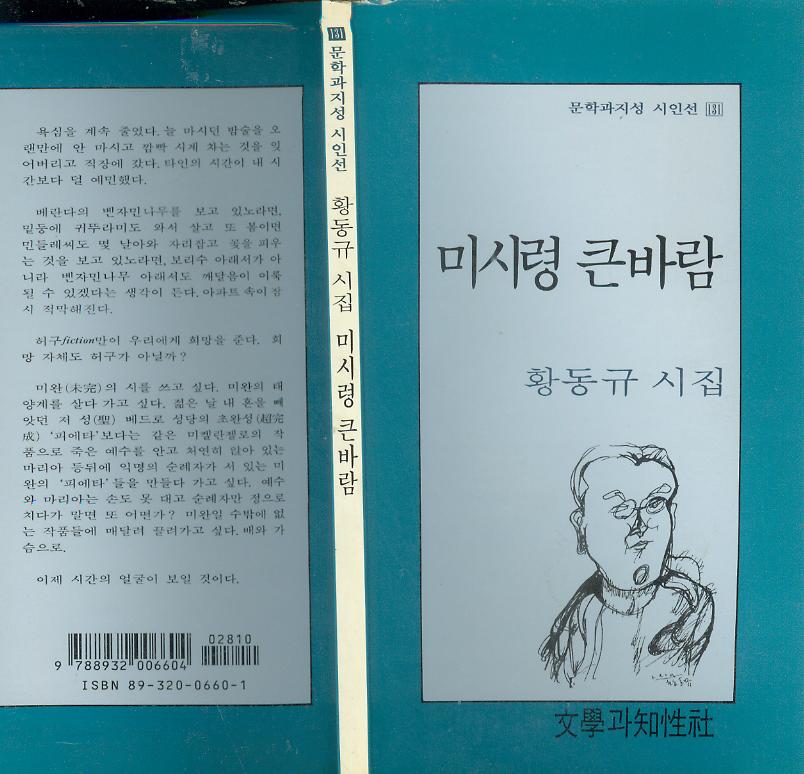 욕심을 계속 줄였다. 늘 마시던 밤술을 오
랜만에 안 마시고 깜빡 시계 차는 것을 잊
어버리고 직장에 갔다. 타인의 시간이 내 시
간보다 덜 예민했다.
베란다의 벤자민나무를 보고 있노라면,
밑둥에 귀뚜라미도 와서 살고 또 봄이면
민들레씨도 몇 날아와 자리잡고 꽃을 피우
는 것을 보고 있노라면, 보리수 아래서가 아
니라 벤자민나무 아래서도 깨달음이 이룩
될 수 있겠다는 생각이 든다. 아파트 속이 잠
시 적막해진다.
허구fiction만이 우리에게 희망을 준다. 희
망 자체도 허구가 아닐까?
미완(未完)의 시를 쓰고 싶다. 미완의 태
양계를 살다 가고 싶다. 젊은 날 내 혼을 빼
앗던 저 성(聖) 베드로 성당의 초완성(超完
成) ‘피에타’보다는 같은 미켈란젤로의 작
품으로 죽은 예수를 안고 처연히 앉아 있는
마리아 등뒤에 익명의 순례자가 서 있는 미
완의 ‘피에타’들을 만들다 가고 싶다. 예수
와 마리아는 손도 못 대고 순례자만 정으로
치다가 말면 또 어떤가? 미완일 수밖에 없
는 작품들에 매달려 끌려가고 싶다. 배와 가
슴으로.
이제 시간의 얼굴이 보일 것이다.
02810
9 788932 006604
ISBN 89-320-0660-1
131 문학과지성 시인선 황동규 시집 미시령 큰바람
문학과지성 시인선 131
미시령 큰바람
황동규 시집
文學과知性社